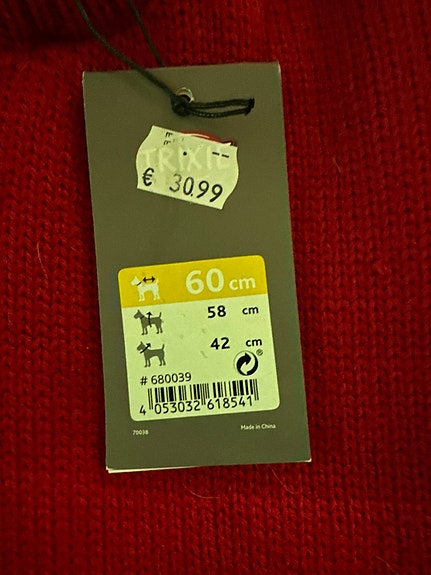 TRIXIE
€ 30.99
60 cm
58 cm
42 cm
®
# 680039
4 053032 618541
70038 Made in China